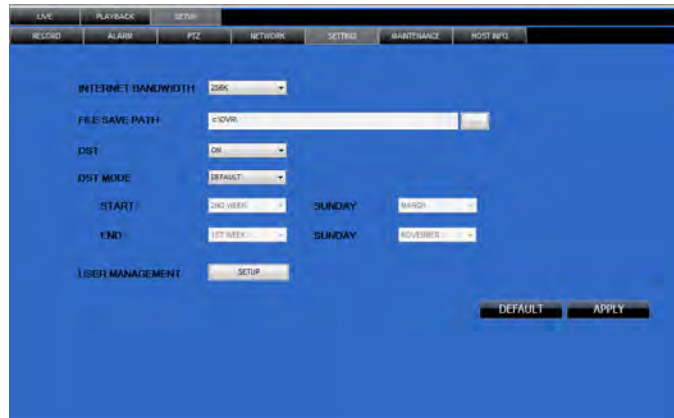 LIVE PLAYBACK SETUP
RECORD ALARM PTZ NETWORK SETTING MAINTENANCE HOST INFO
INTERNET BANDWIDTH 256K
FILE SAVE PATH c:\DVR\
DST ON
DST MODE DEFAULT
START 2ND WEEK SUNDAY MARCH
END 1ST WEEK SUNDAY NOVEMBER
USER MANAGEMENT SETUP
DEFAULT APPLY